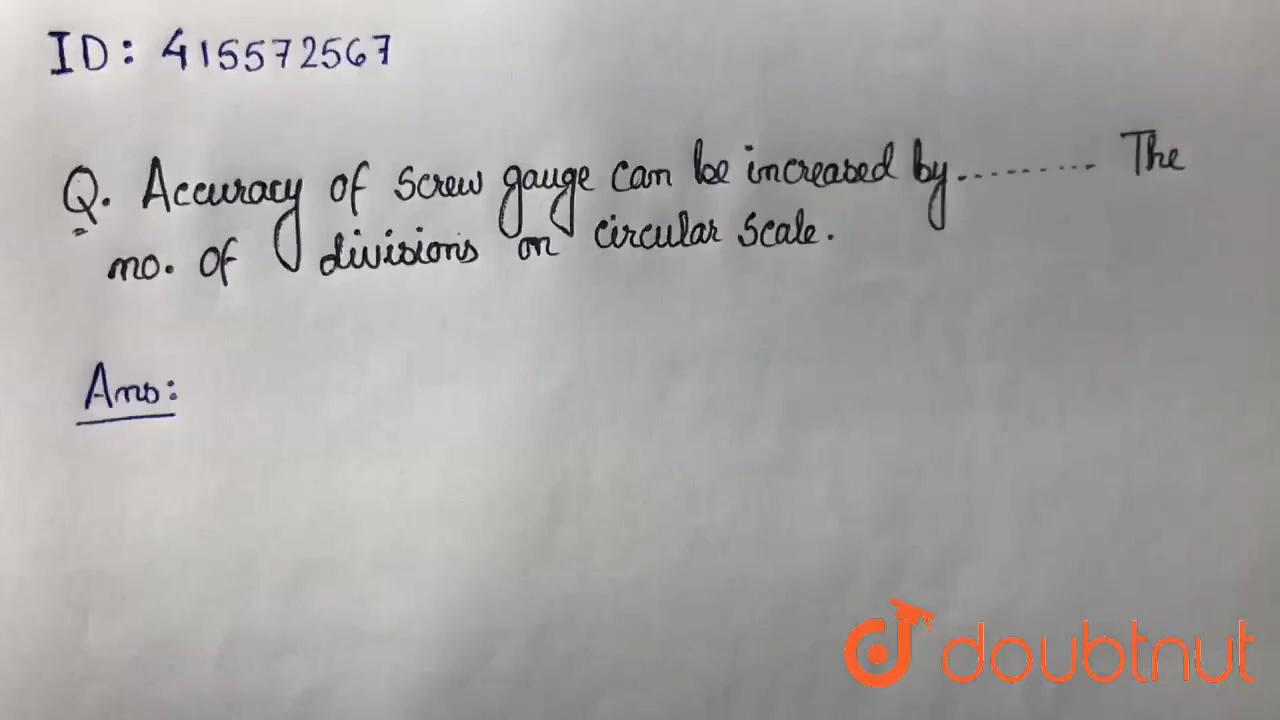 ID: 415572567
Q. Accuracy of screw gauge can be increased by.......... The
no. of divisions on circular scale.
Ans:
doubtnut